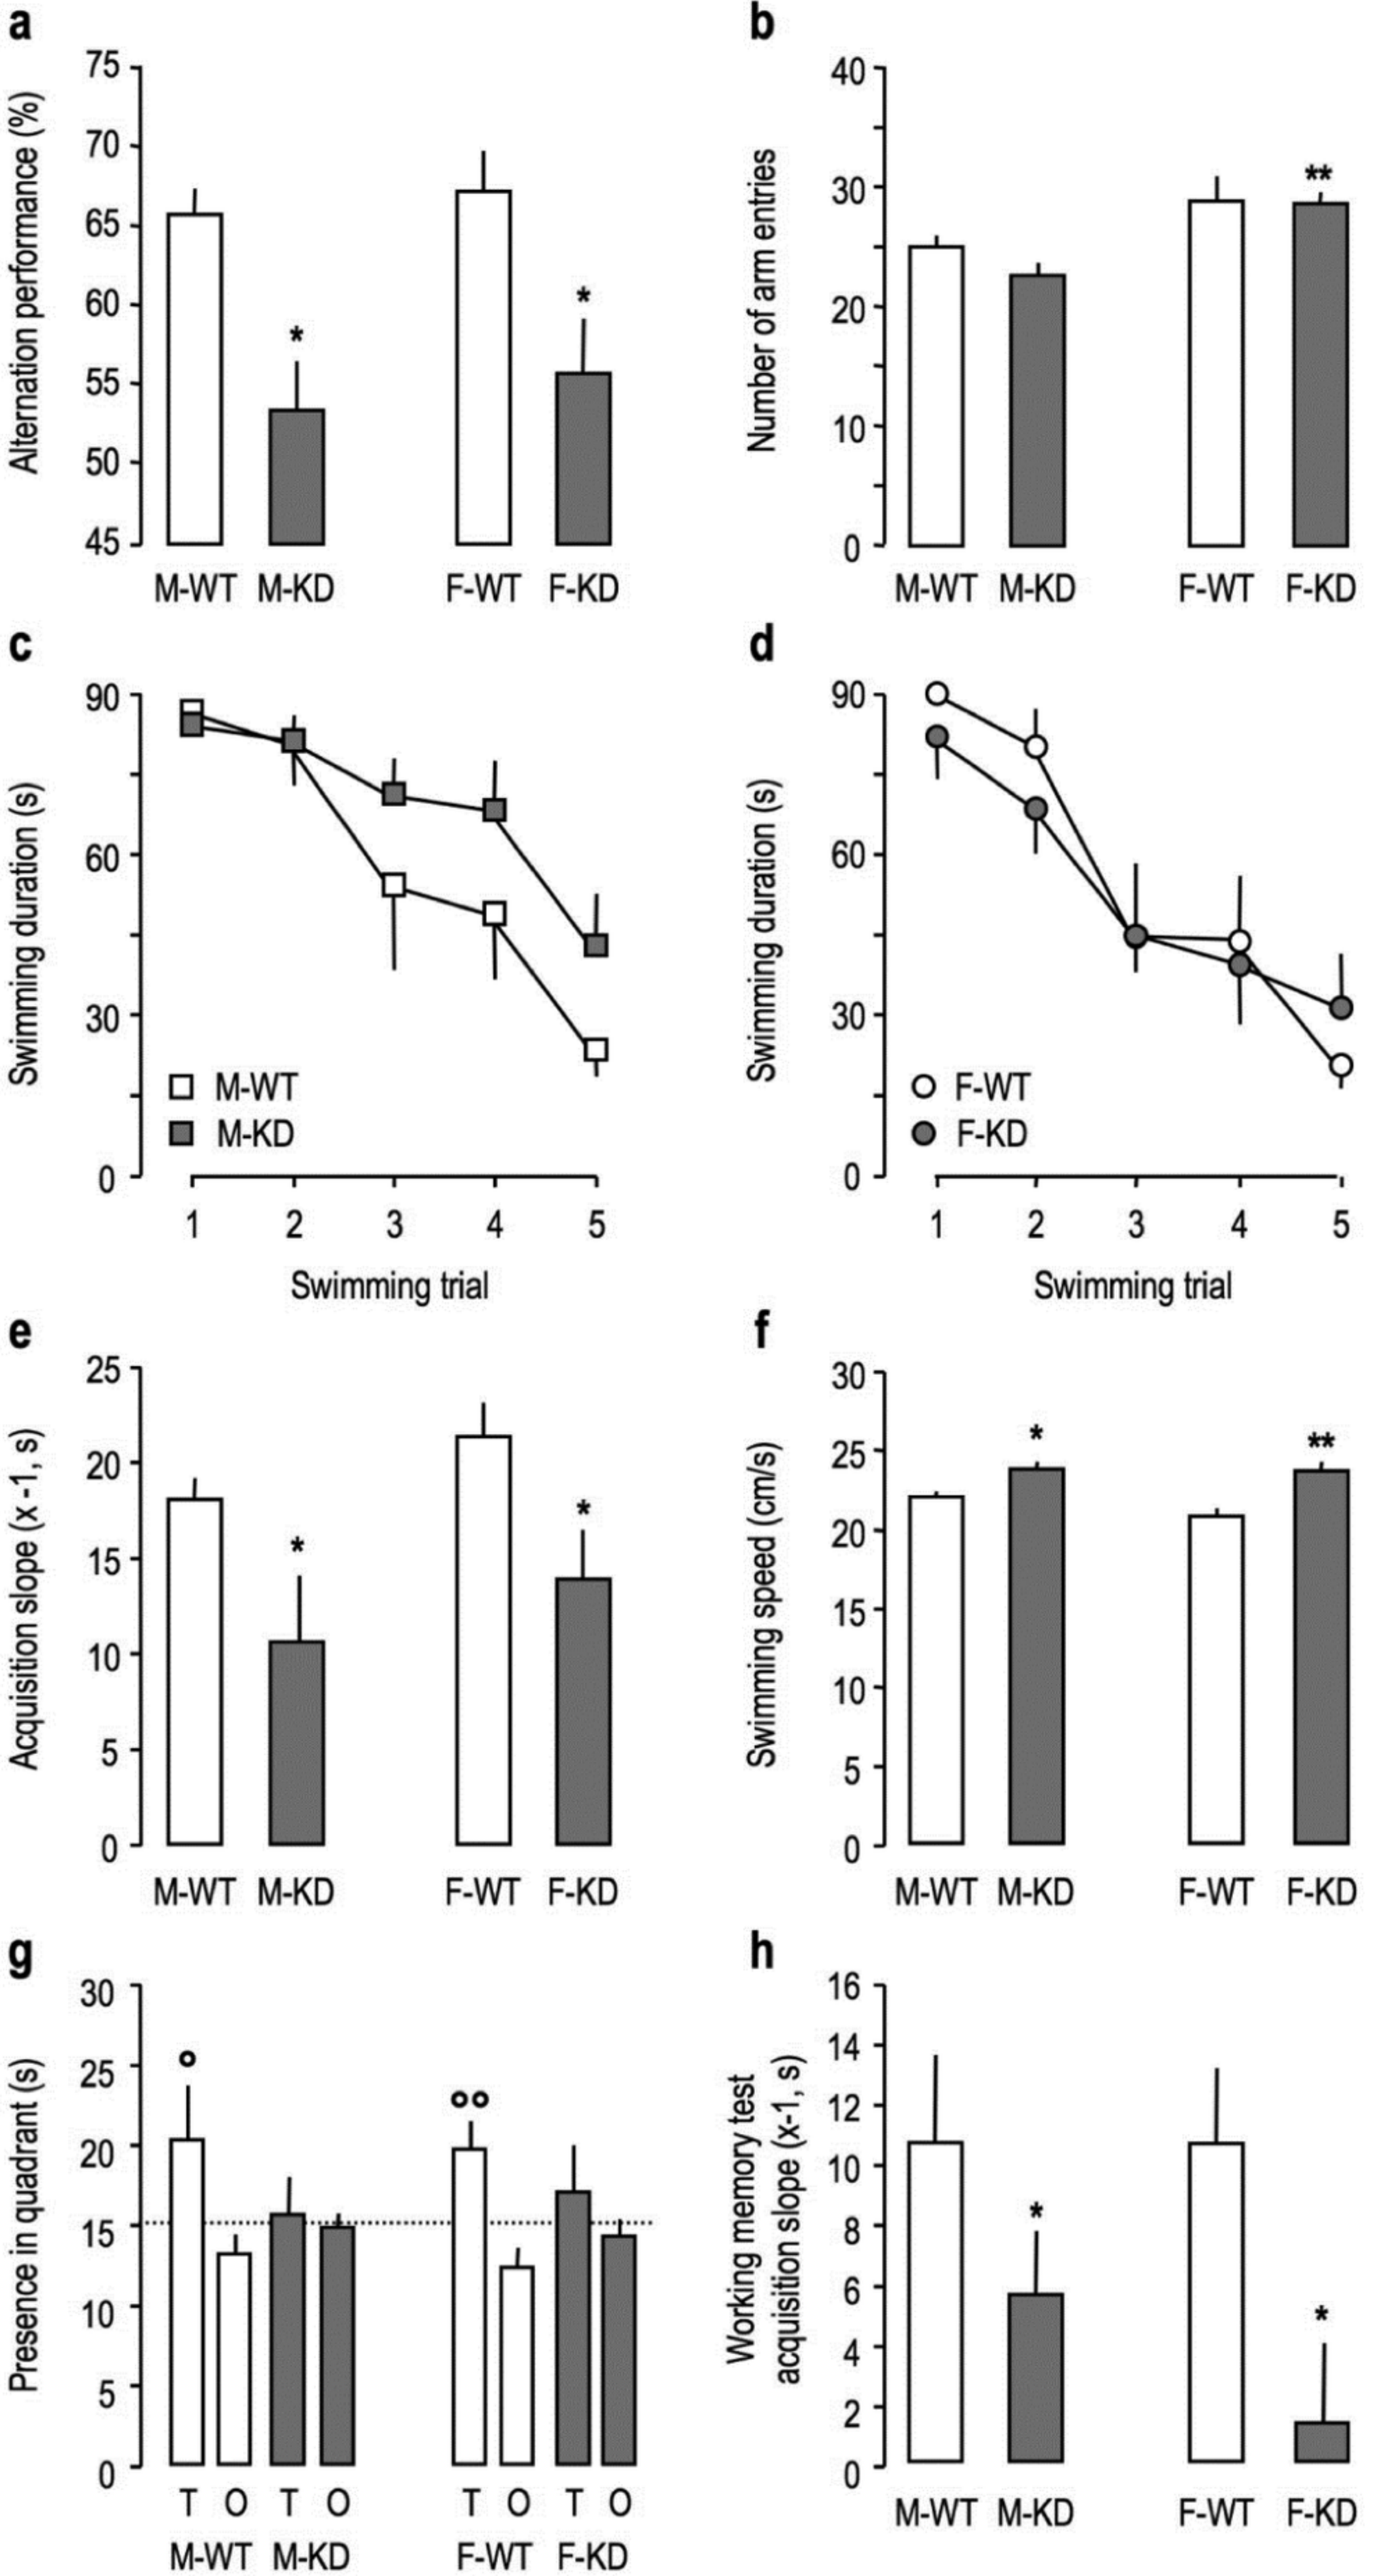 a
Alternation performance (%)
75
70
65
60
55
50
45
*
*
M-WT M-KD F-WT F-KD
b
Number of arm entries
40
30
20
10
0
**
M-WT M-KD F-WT F-KD
c
Swimming duration (s)
90
60
30
0
M-WT
M-KD
1 2 3 4 5
Swimming trial
d
Swimming duration (s)
90
60
30
0
F-WT
F-KD
1 2 3 4 5
Swimming trial
e
Acquisition slope (x -1, s)
25
20
15
10
5
0
*
*
M-WT M-KD F-WT F-KD
f
Swimming speed (cm/s)
30
25
20
15
10
5
0
*
**
M-WT M-KD F-WT F-KD
g
Presence in quadrant (s)
30
25
20
15
10
5
0
T O T O T O T O
M-WT M-KD F-WT F-KD
h
Working memory test
acquisition slope (x-1, s)
16
14
12
10
8
6
4
2
0
*
*
M-WT M-KD F-WT F-KD